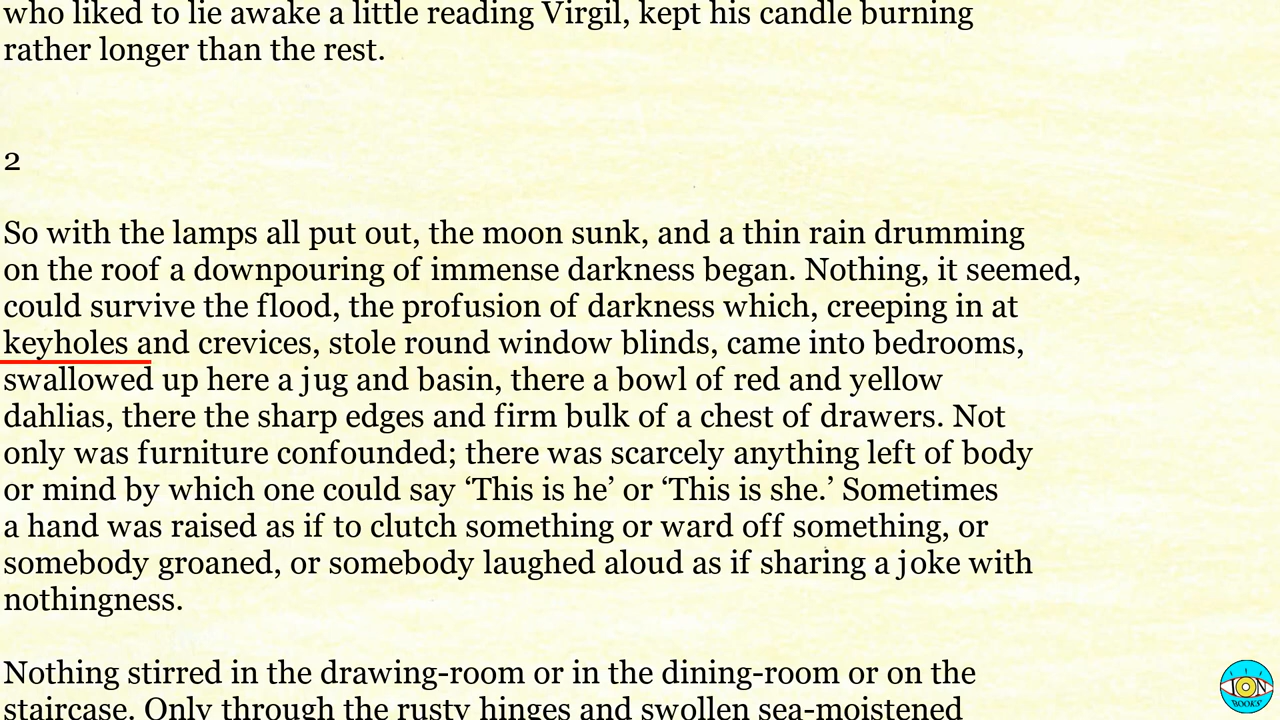 who liked to lie awake a little reading Virgil, kept his candle burning
rather longer than the rest.
2
So with the lamps all put out, the moon sunk, and a thin rain drumming
on the roof a downpouring of immense darkness began. Nothing, it seemed,
could survive the flood, the profusion of darkness which, creeping in at
keyholes and crevices, stole round window blinds, came into bedrooms,
swallowed up here a jug and basin, there a bowl of red and yellow
dahlias, there the sharp edges and firm bulk of a chest of drawers. Not
only was furniture confounded; there was scarcely anything left of body
or mind by which one could say ‘This is he’ or ‘This is she.’ Sometimes
a hand was raised as if to clutch something or ward off something, or
somebody groaned, or somebody laughed aloud as if sharing a joke with
nothingness.
Nothing stirred in the drawing-room or in the dining-room or on the
staircase. Only through the rusty hinges and swollen sea-moistened
ION
BOOKS